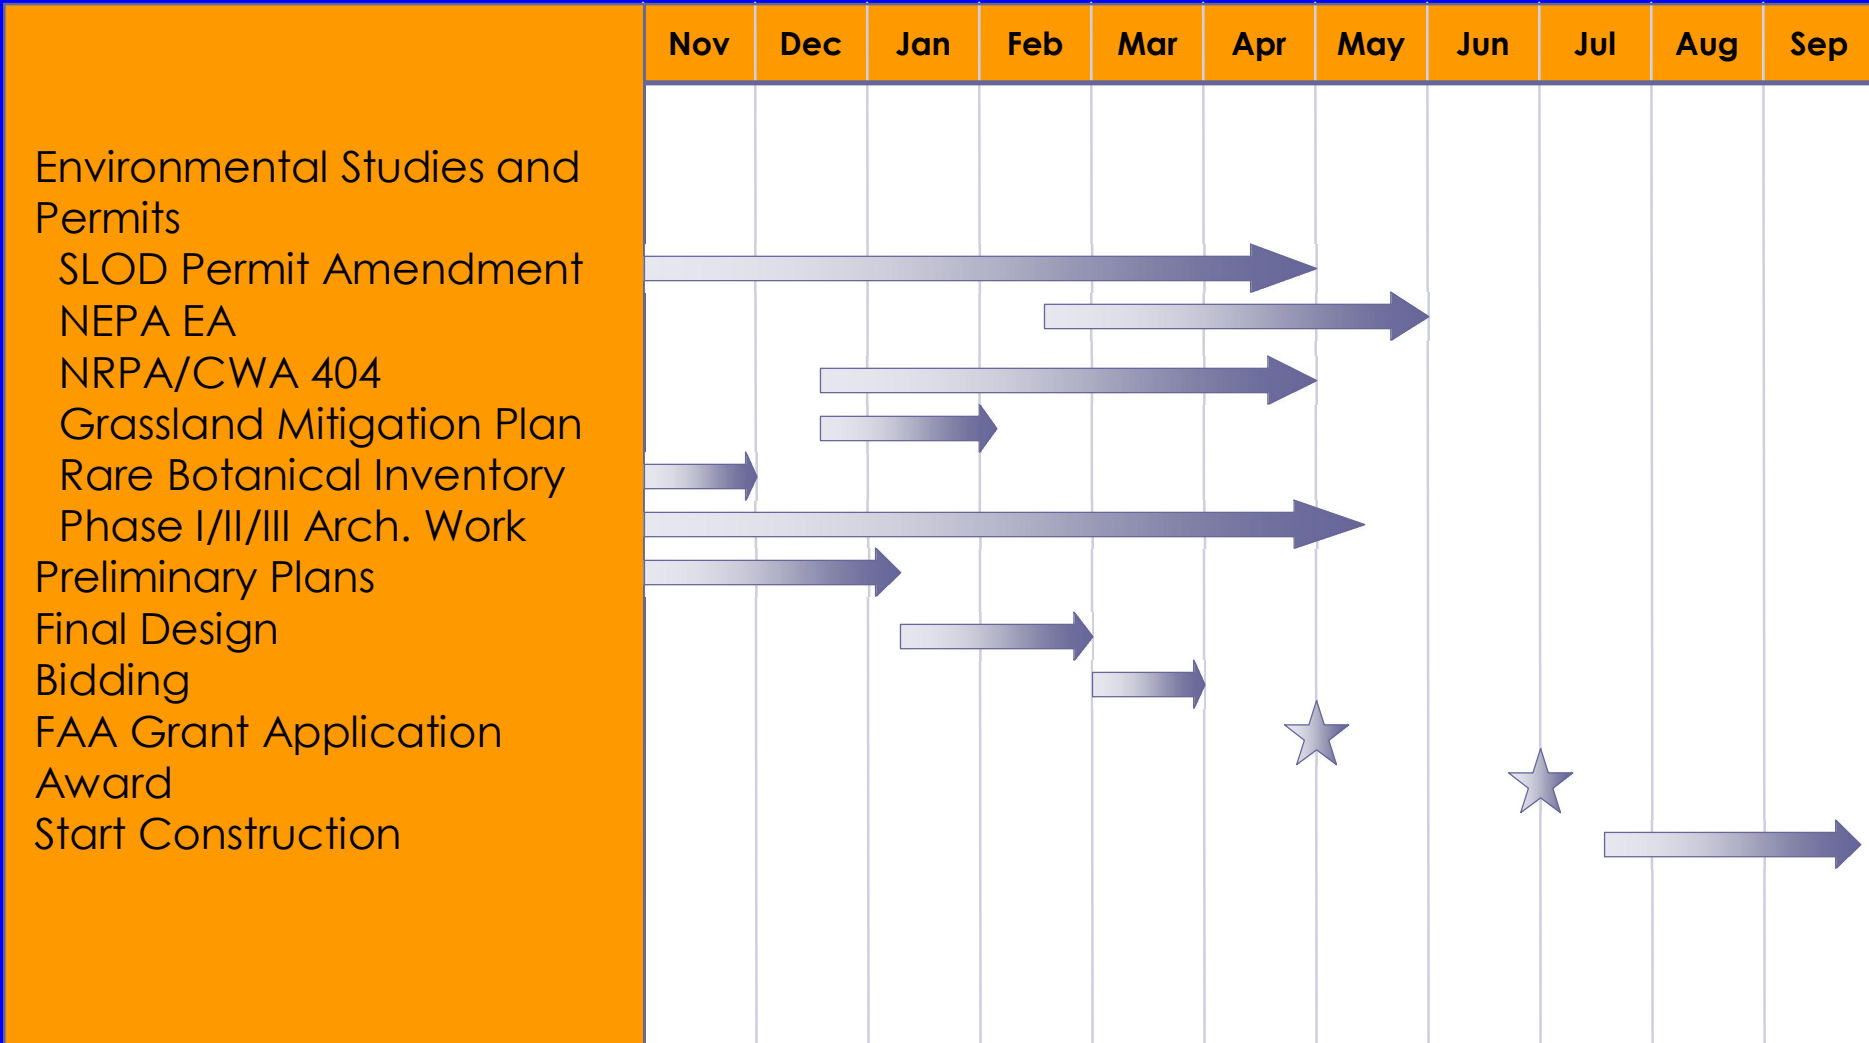 Nov Dec Jan Feb Mar Apr May Jun Jul Aug Sep
Environmental Studies and
Permits
SLOD Permit Amendment
NEPA EA
NRPA/CWA 404
Grassland Mitigation Plan
Rare Botanical Inventory
Phase I/II/III Arch. Work
Preliminary Plans
Final Design
Bidding
FAA Grant Application
Award
Start Construction